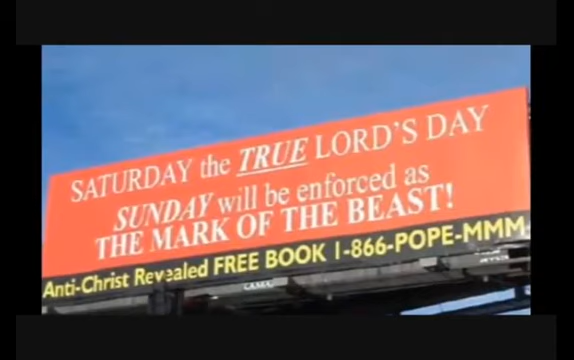 SATURDAY the TRUE LORD'S DAY
SUNDAY will be enforced as
THE MARK OF THE BEAST!
Anti-Christ Revealed FREE BOOK 1-866-POPE-MMM